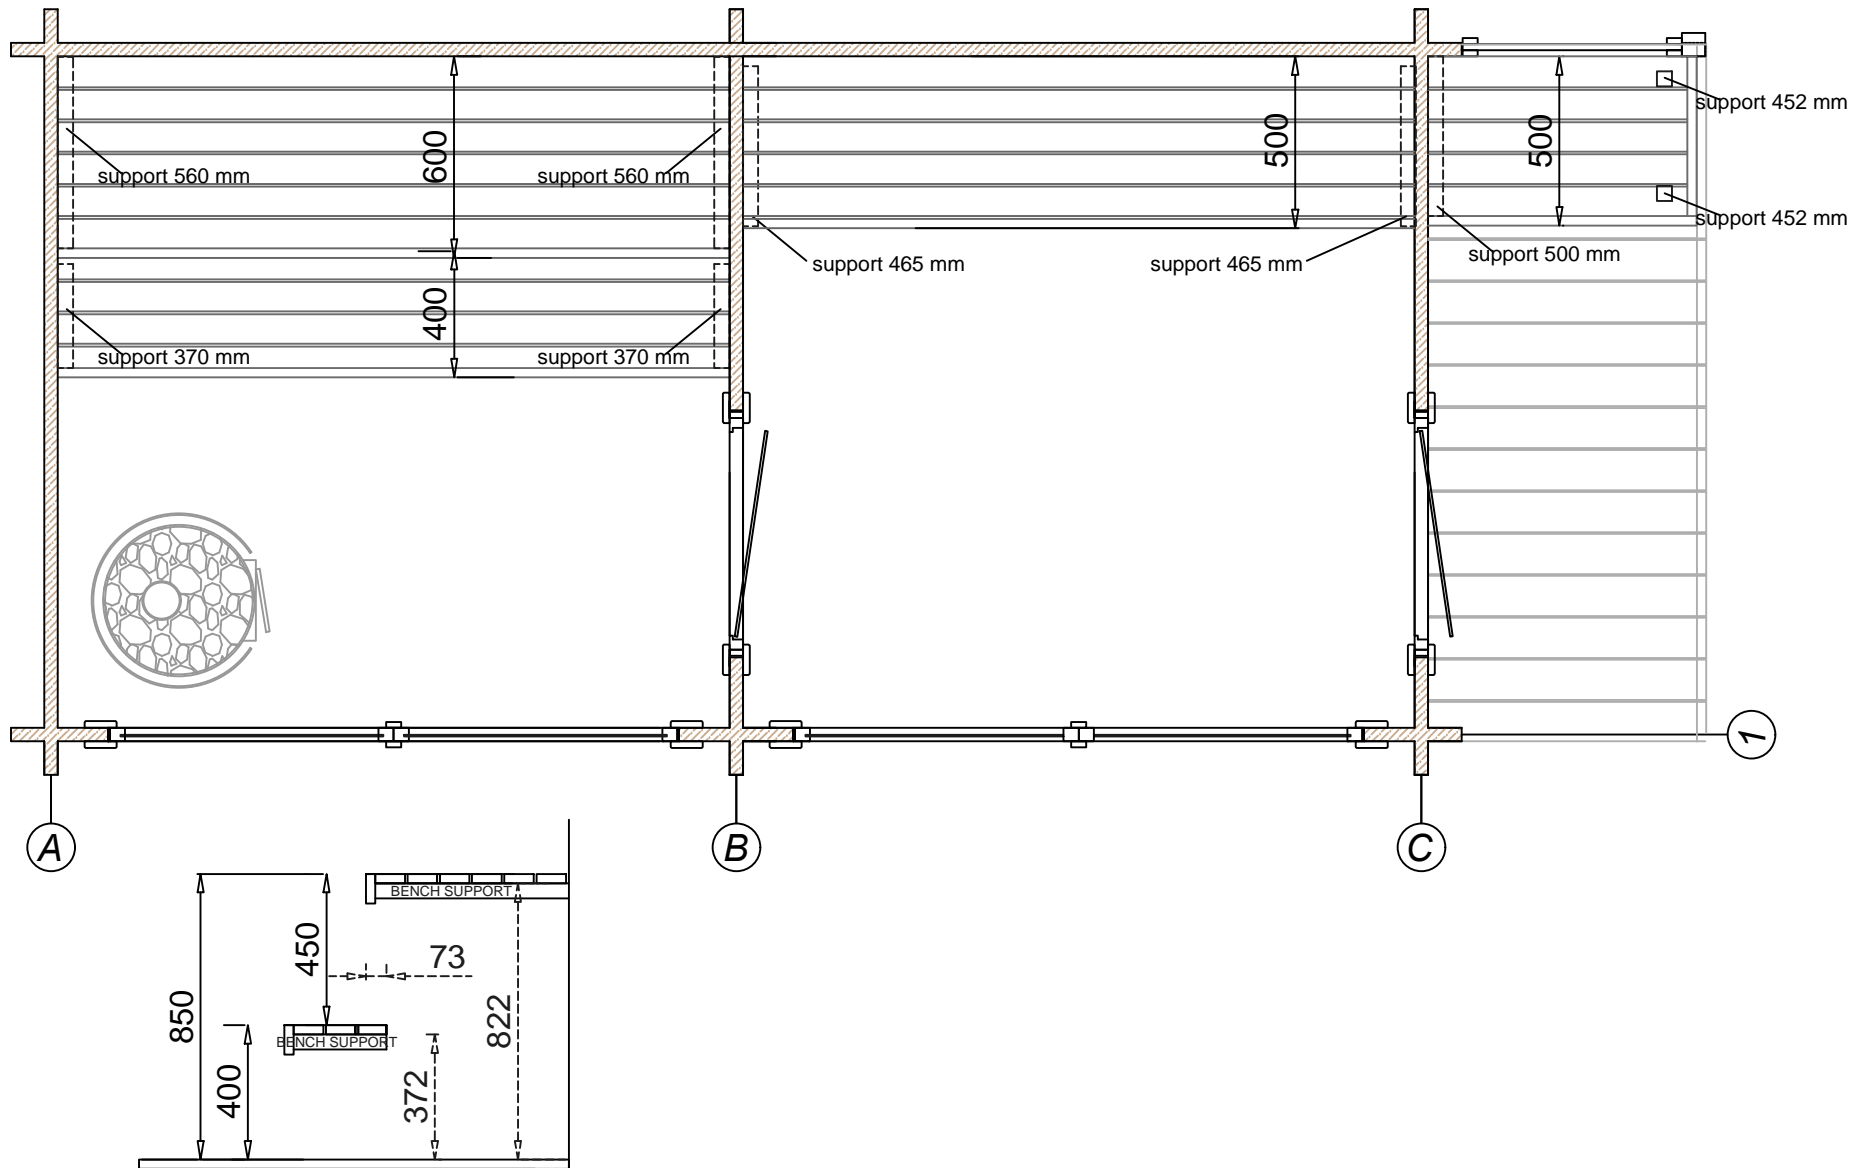 support 452 mm
600
500
500
support 560 mm
support 560 mm
support 452 mm
support 465 mm
support 465 mm
support 500 mm
400
support 370 mm
support 370 mm
1
A
B
C
BENCH SUPPORT
450
73
850
822
BENCH SUPPORT
400
372